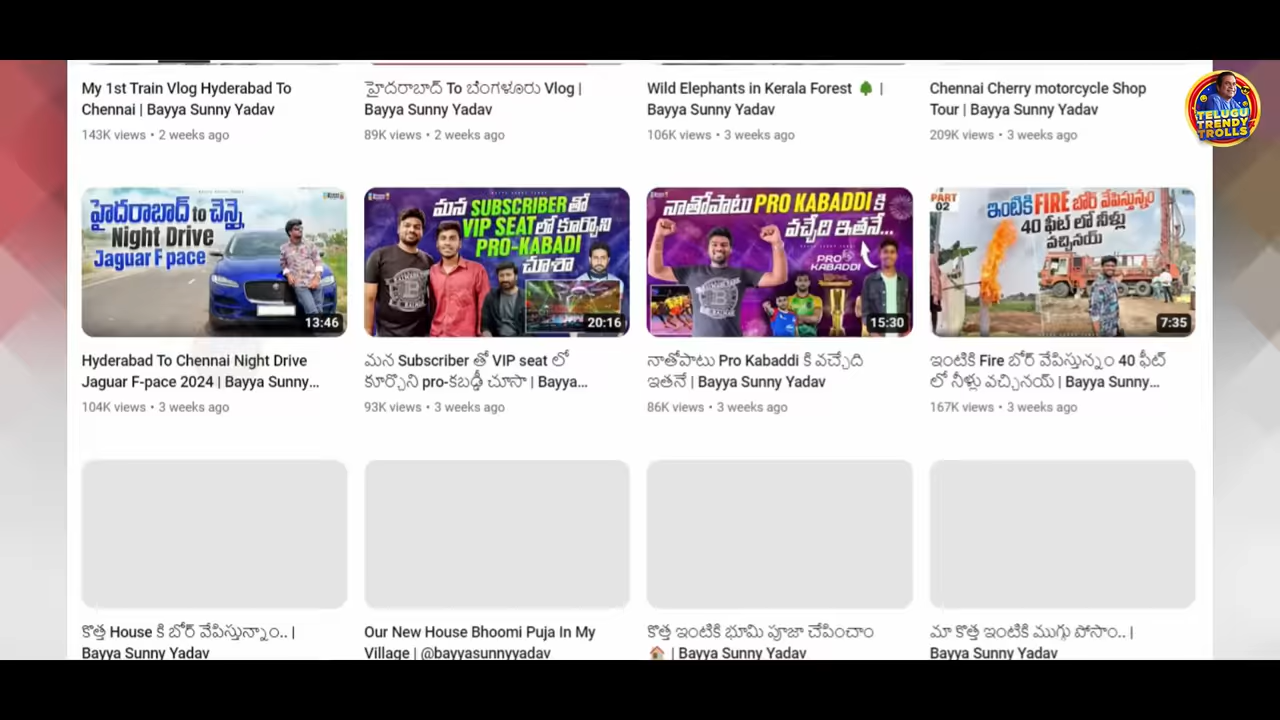 My 1st Train Vlog Hyderabad To
Chennai | Bayya Sunny Yadav
143K views • 2 weeks ago
హైదరాబాద్ To బెంగళూరు Vlog |
Bayya Sunny Yadav
89K views • 2 weeks ago
Wild Elephants in Kerala Forest 🌳 |
Bayya Sunny Yadav
106K views • 3 weeks ago
Chennai Cherry motorcycle Shop
Tour | Bayya Sunny Yadav
209K views • 3 weeks ago
TELUGU
TRENDY
TROLLS
హైదరాబాద్ to చెన్నై
Night Drive
Jaguar F pace
13:46
Hyderabad To Chennai Night Drive
Jaguar F-pace 2024 | Bayya Sunny...
104K views • 3 weeks ago
మన SUBSCRIBER తో
VIP SEAT లో కూర్చొని
PRO-KABADI
చూశా
20:16
మన Subscriber తో VIP seat లో
కూర్చొని pro-కబడ్డీ చూసా | Bayya...
93K views • 3 weeks ago
నాతోపాటు PRO KABADDI కి
వచ్చేది ఇతనే...
PRO
KABADDI
15:30
నాతోపాటు Pro Kabaddi కి వచ్చేది
ఇతనే | Bayya Sunny Yadav
86K views • 3 weeks ago
PART
02
ఇంటికి FIRE బోర్ వేపిస్తున్నం
40 ఫీట్ లో నీళ్లు
వచ్చినయ్
7:35
ఇంటికి Fire బోర్ వేపిస్తున్నం 40 ఫీట్
లో నీళ్లు వచ్చినయ్ | Bayya Sunny...
167K views • 3 weeks ago
కొత్త House కి బోర్ వేపిస్తున్నాం.. |
Bayya Sunny Yadav
Our New House Bhoomi Puja In My
Village | @bayyasunnyyadav
కొత్త ఇంటికి భూమి పూజా చేపించాం
🏠 | Bayya Sunny Yadav
మా కొత్త ఇంటికి ముగ్గు పోసాం.. |
Bayya Sunny Yadav